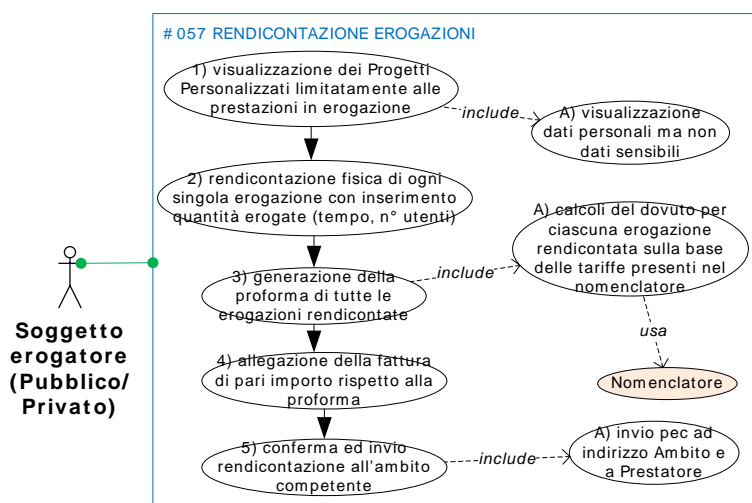 # 057 RENDICONTAZIONE EROGAZIONI
1) visualizzazione dei Progetti
Personalizzati limitatamente alle
prestazioni in erogazione
include
A) visualizzazione
dati personali ma non
dati sensibili
2) rendicontazione fisica di ogni
singola erogazione con inserimento
quantità erogate (tempo, n° utenti)
A) calcoli del dovuto per
ciascuna erogazione
rendicontata sulla base
delle tariffe presenti nel
nomenclatore
include
3) generazione della
proforma di tutte le
erogazioni rendicontate
usa
Soggetto
erogatore
(Pubblico/
Privato)
4) allegazione della fattura
di pari importo rispetto alla
proforma
Nomenclatore
5) conferma ed invio
rendicontazione all'ambito
competente
include
A) invio pec ad
indirizzo Ambito e
a Prestatore